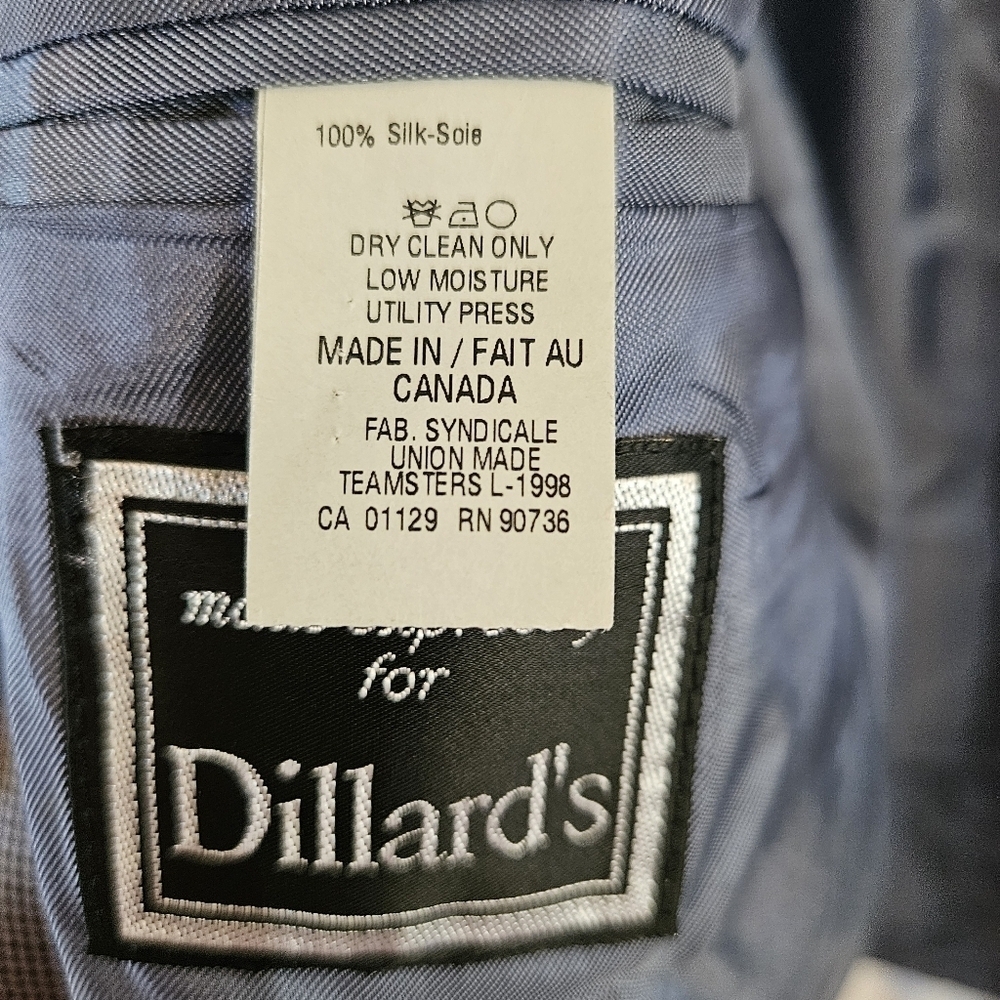 100% Silk-Soie
DRY CLEAN ONLY
LOW MOISTURE
UTILITY PRESS
MADE IN / FAIT AU
CANADA
FAB. SYNDICALE
UNION MADE
TEAMSTERS L-1998
CA 01129 RN 90736
for
Dillard's